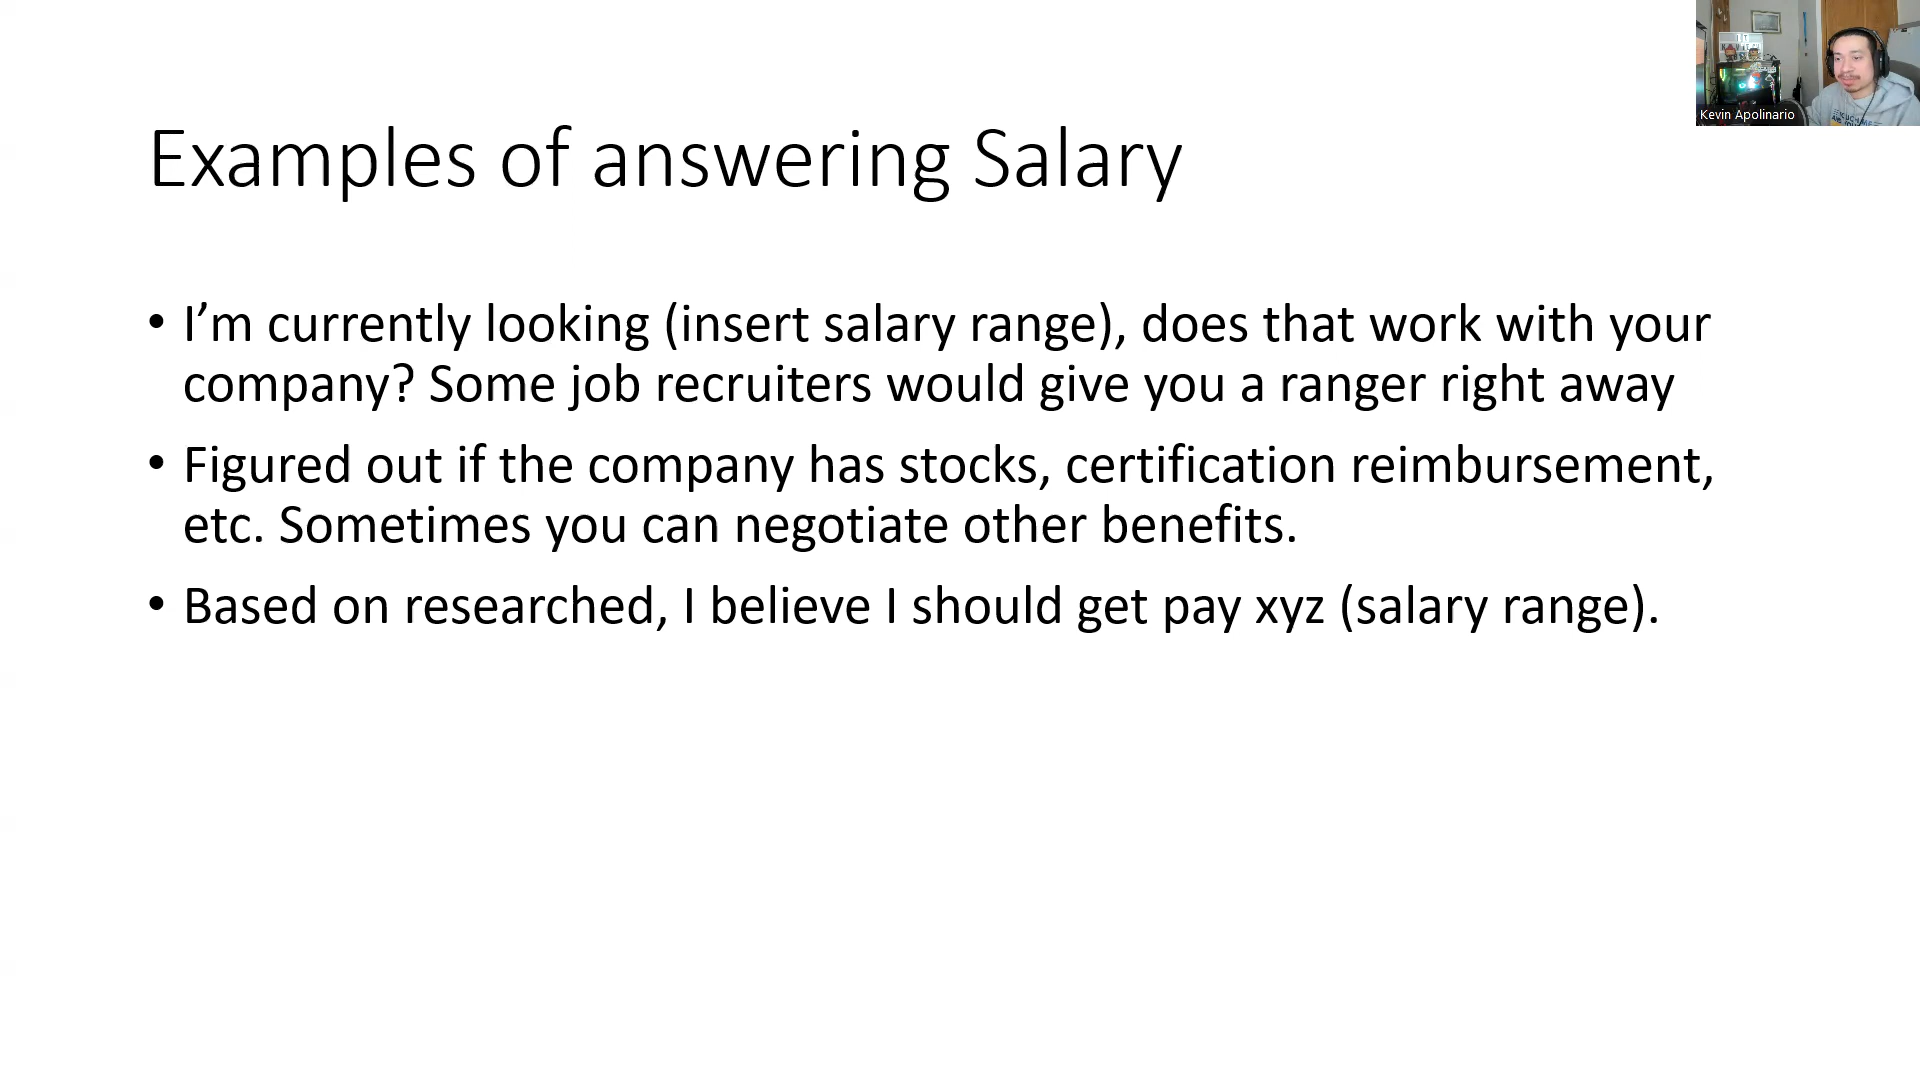 Kevin Apolinario
Examples of answering Salary
• I’m currently looking (insert salary range), does that work with your
company? Some job recruiters would give you a ranger right away
• Figured out if the company has stocks, certification reimbursement,
etc. Sometimes you can negotiate other benefits.
• Based on researched, I believe I should get pay xyz (salary range).